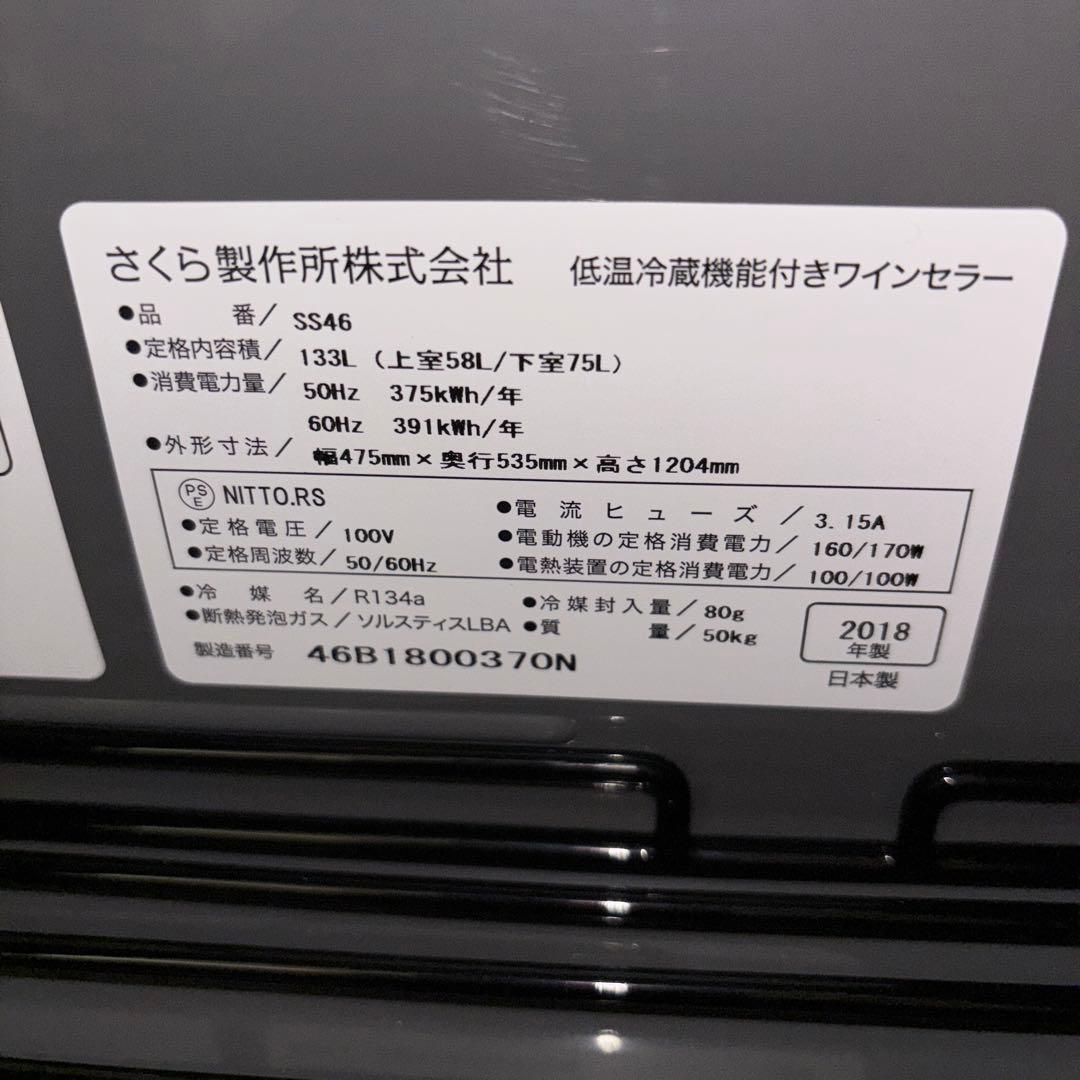 さくら製作所株式会社 低温冷蔵機能付きワインセラー
●品番/ SS46
●定格内容積/ 133L (上室58L/下室75L)
●消費電力量/ 50Hz 375kWh/年
60Hz 391kWh/年
●外形寸法/ 幅475mm×奥行535mm×高さ1204mm
PSE NITTO.RS ●電流ヒューズ/ 3.15A
●定格電圧/ 100V ●電動機の定格消費電力/ 160/170W
●定格周波数/ 50/60Hz ●電熱装置の定格消費電力/ 100/100W
●冷媒名/R134a ●冷媒封入量/ 80g
●断熱発泡ガス/ソルスティスLBA ●質量/ 50kg
製造番号 46B1800370N
2018
年製
日本製